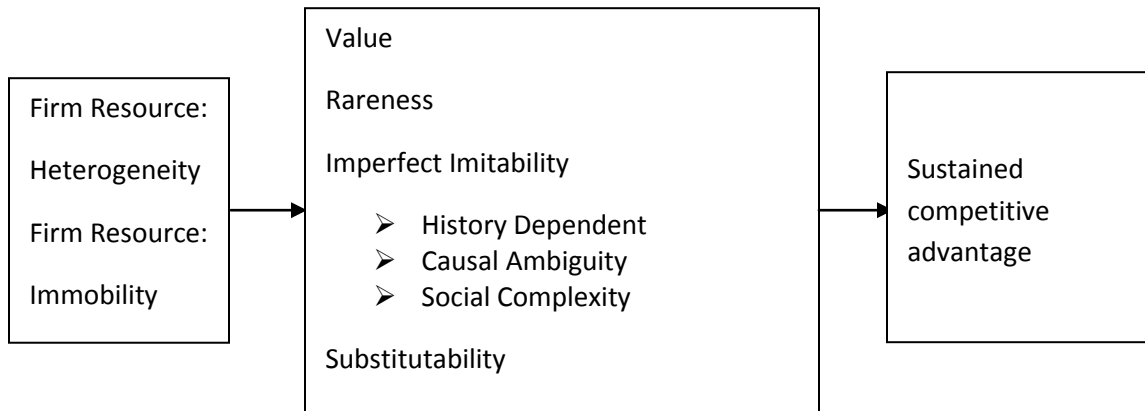 Firm Resource:
Heterogeneity
Firm Resource:
Immobility
Value
Rareness
Imperfect Imitability
➢ History Dependent
➢ Causal Ambiguity
➢ Social Complexity
Substitutability
Sustained
competitive
advantage